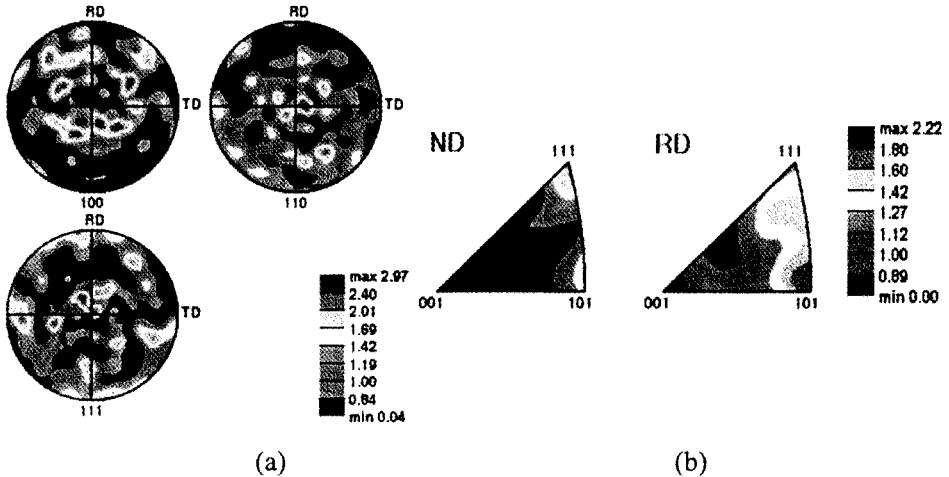 RD
RD
TD
TD
100
110
RD
TD
111
max 2.97
2.40
2.01
1.69
1.42
1.19
1.00
0.84
min 0.04
(a)
ND
111
001
101
RD
111
001
101
max 2.22
1.80
1.60
1.42
1.27
1.12
1.00
0.89
min 0.00
(b)